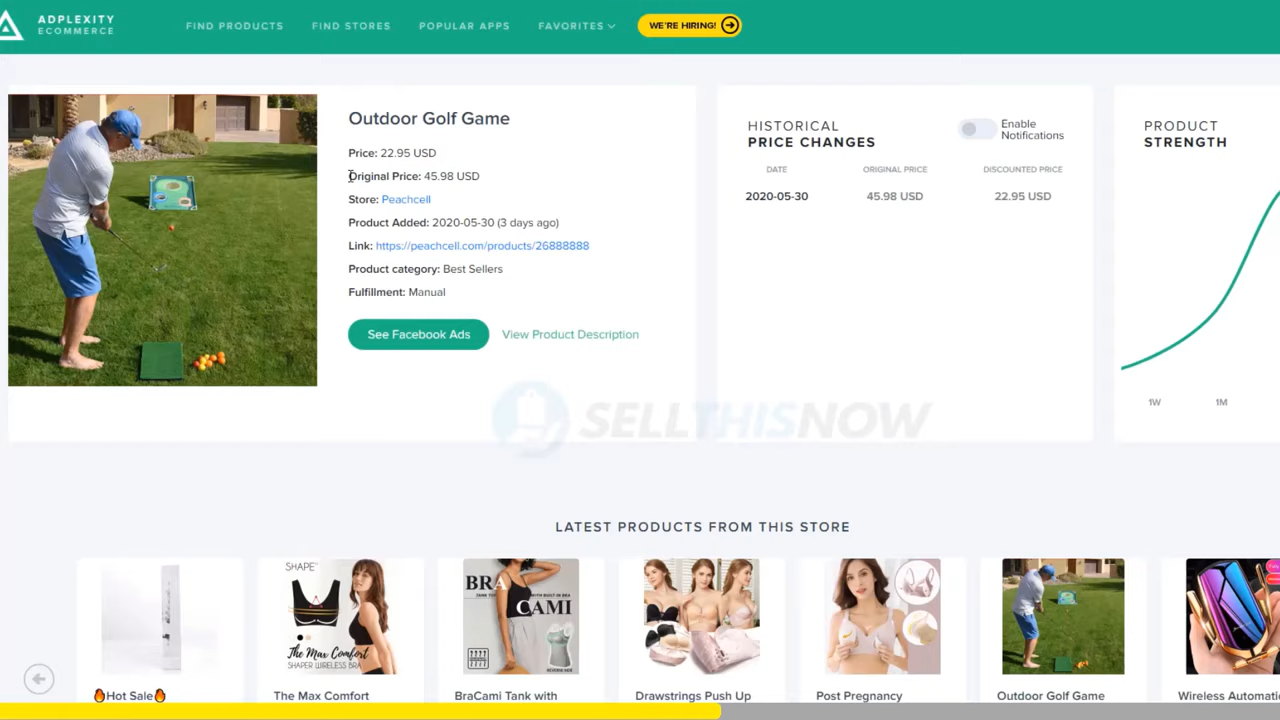 ADPLEXITY
ECOMMERCE
FIND PRODUCTS
FIND STORES
POPULAR APPS
FAVORITES
WE'RE HIRING!
Outdoor Golf Game
Price: 22.95 USD
Original Price: 45.98 USD
Store: Peachcell
Product Added: 2020-05-30 (3 days ago)
Link: https://peachcell.com/products/26888888
Product category: Best Sellers
Fulfillment: Manual
See Facebook Ads
View Product Description
HISTORICAL
PRICE CHANGES
Enable
Notifications
DATE
ORIGINAL PRICE
DISCOUNTED PRICE
2020-05-30
45.98 USD
22.95 USD
PRODUCT
STRENGTH
1W
1M
SELLTHISNOW
LATEST PRODUCTS FROM THIS STORE
SHAPE
The Max Comfort
SHAPER WIRELESS BRA
BRA
CAMI
🔥Hot Sale🔥
The Max Comfort
BraCami Tank with
Drawstrings Push Up
Post Pregnancy
Outdoor Golf Game
Wireless Automati